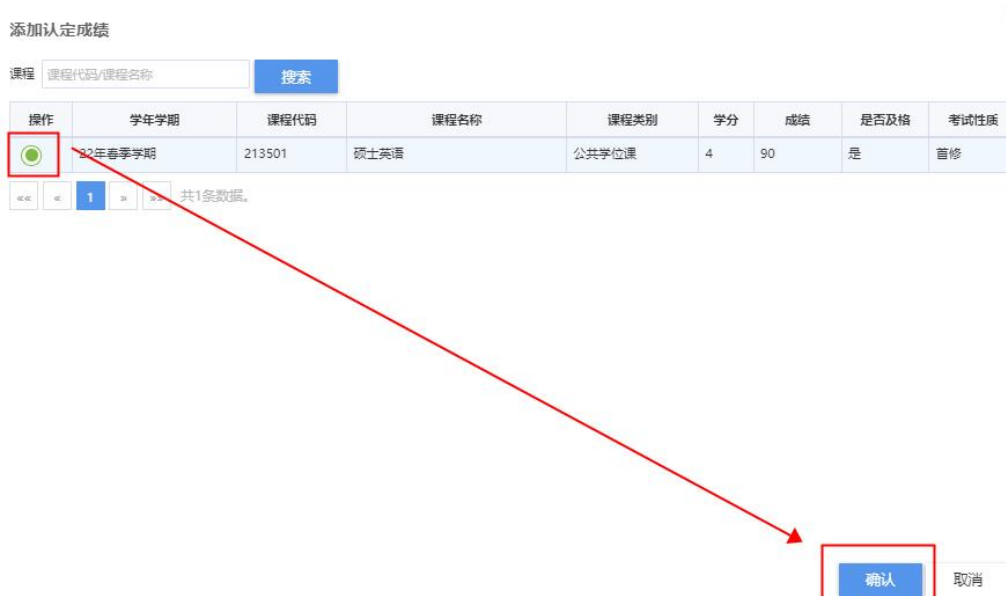 添加认定成绩
课程 课程代码/课程名称 搜索
操作 学年学期 课程代码 课程名称 课程类别 学分 成绩 是否及格 考试性质
22年春季学期 213501 硕士英语 公共学位课 4 90 是 首修
«« « 1 » »» 共1条数据。
确认 取消